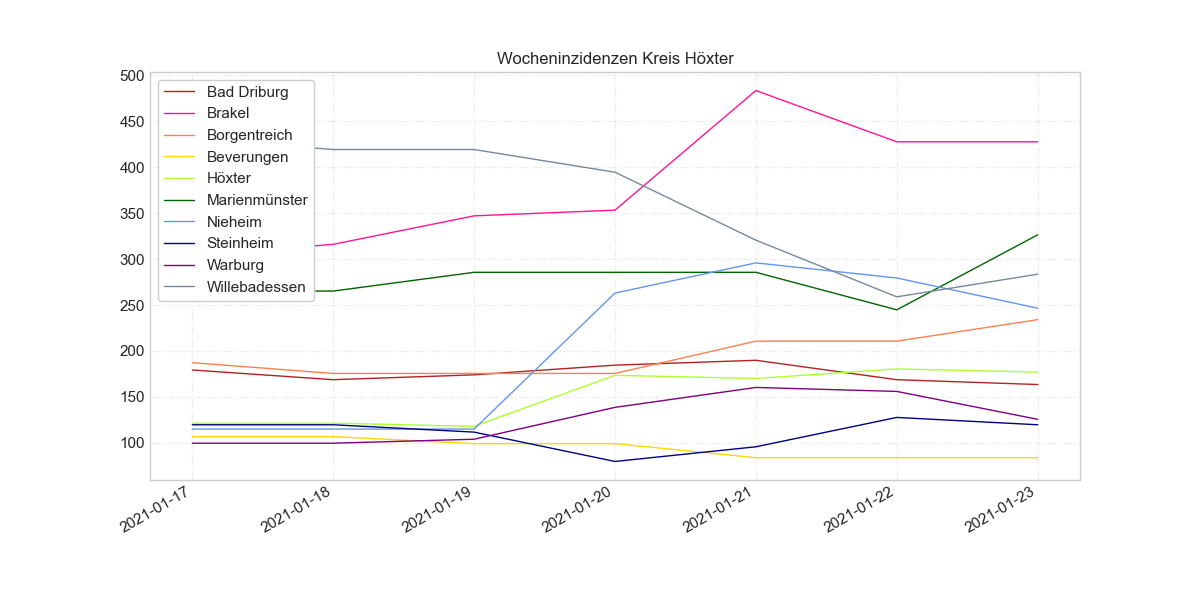 Wocheninzidenzen Kreis Höxter
500
450
400
350
300
250
200
150
100
Bad Driburg
Brakel
Borgentreich
Beverungen
Höxter
Marienmünster
Nieheim
Steinheim
Warburg
Willebadessen
2021-01-17
2021-01-18
2021-01-19
2021-01-20
2021-01-21
2021-01-22
2021-01-23